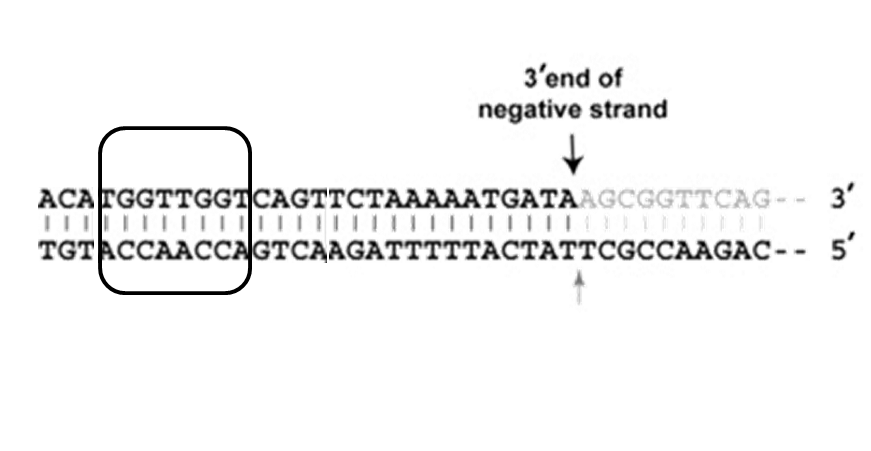 3′end of
negative strand
ACATGGTTGGTCAGTTCTAAAAATGATAAGCGGTTCAG-- 3′
TGTACCAACCAGTCAAGATTTTTACTATTCGCCAAGAC-- 5′